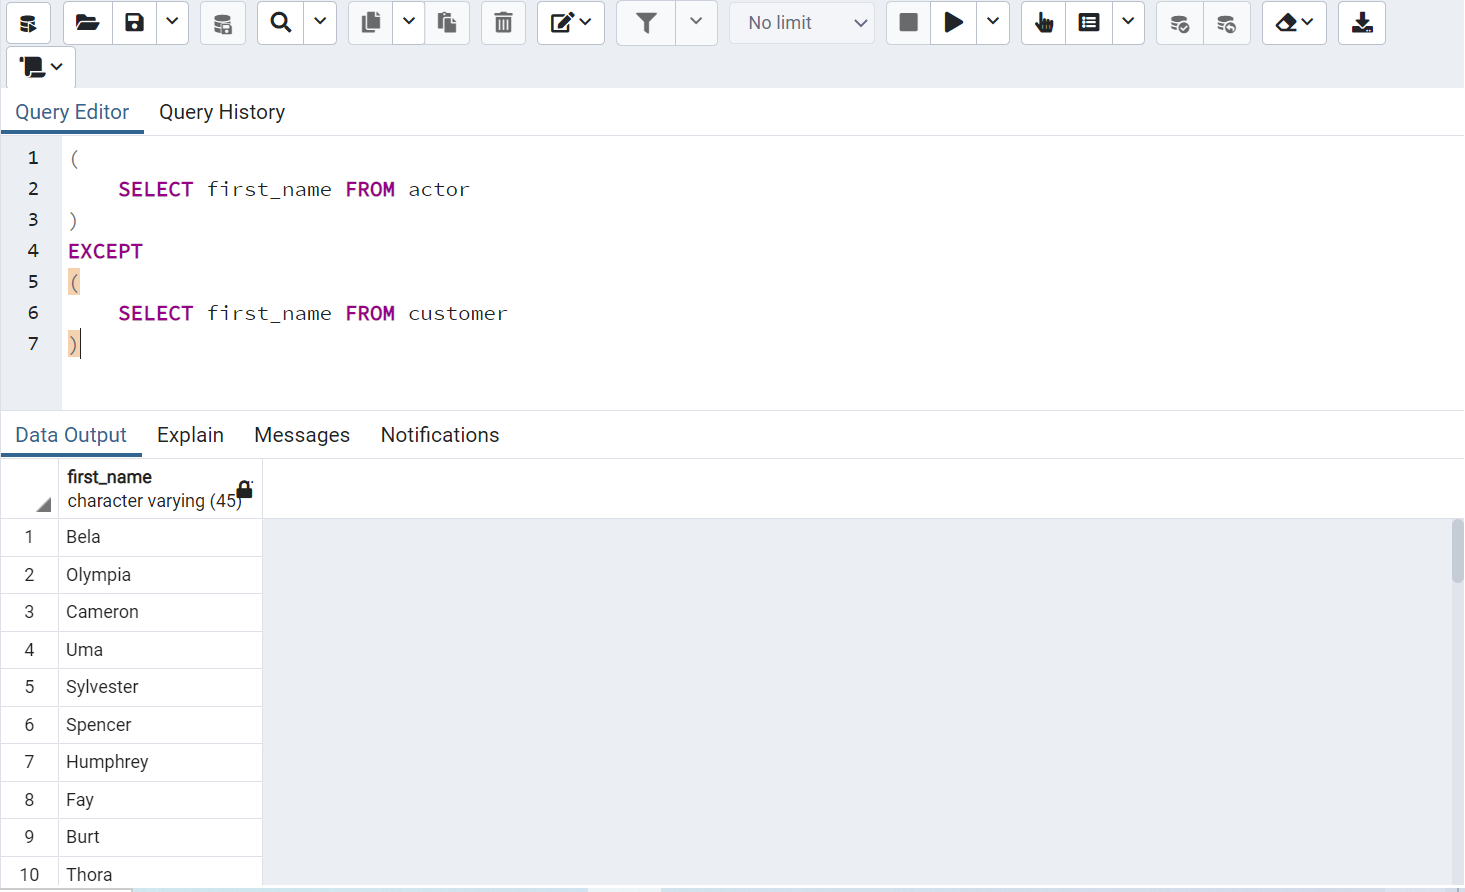 No limit
Query Editor Query History
1 (
2 SELECT first_name FROM actor
3 )
4 EXCEPT
5 (
6 SELECT first_name FROM customer
7 )
Data Output Explain Messages Notifications
first_name
character varying (45)
1 Bela
2 Olympia
3 Cameron
4 Uma
5 Sylvester
6 Spencer
7 Humphrey
8 Fay
9 Burt
10 Thora